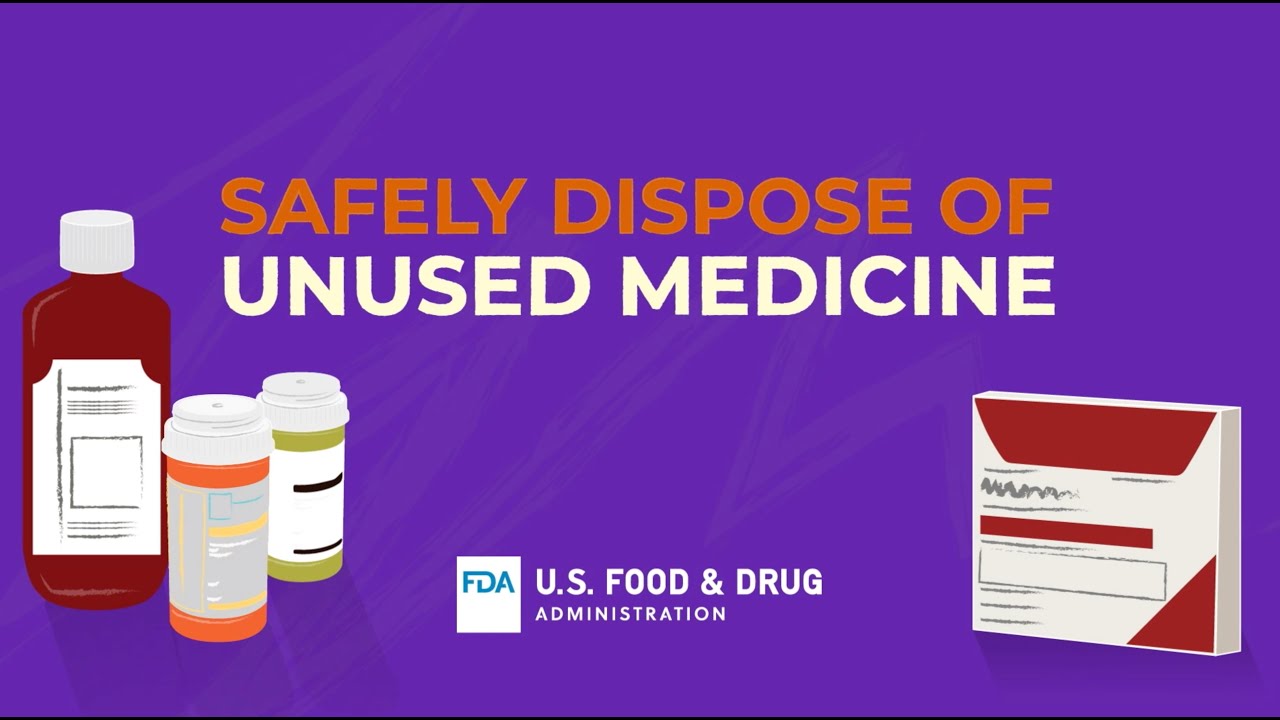 SAFELY DISPOSE OF
UNUSED MEDICINE
FDA
U.S. FOOD & DRUG
ADMINISTRATION